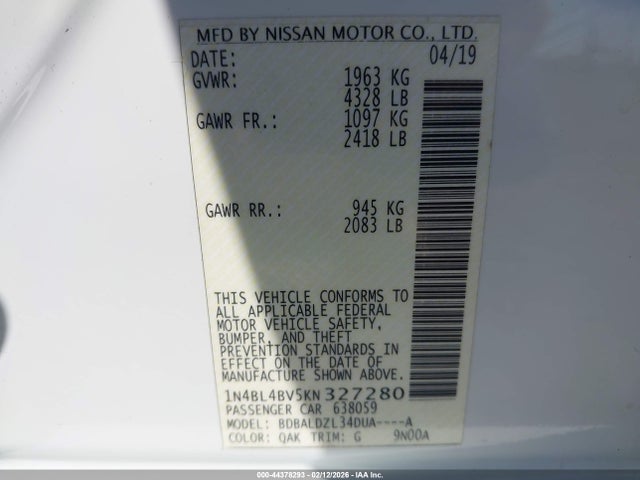 MFD BY NISSAN MOTOR CO., LTD.
DATE: 04/19
GVWR: 1963 KG
4328 LB
GAWR FR.: 1097 KG
2418 LB
GAWR RR.: 945 KG
2083 LB
THIS VEHICLE CONFORMS TO
ALL APPLICABLE FEDERAL
MOTOR VEHICLE SAFETY,
BUMPER, AND THEFT
PREVENTION STANDARDS IN
EFFECT ON THE DATE OF
MANUFACTURE SHOWN ABOVE.
1N4BL4BV5KN327280
PASSENGER CAR 638059
MODEL: BDBALDZL34DUA----A
COLOR: QAK TRIM: G 9N00A
000-44378293 - 02/12/2026 - IAAI.COM